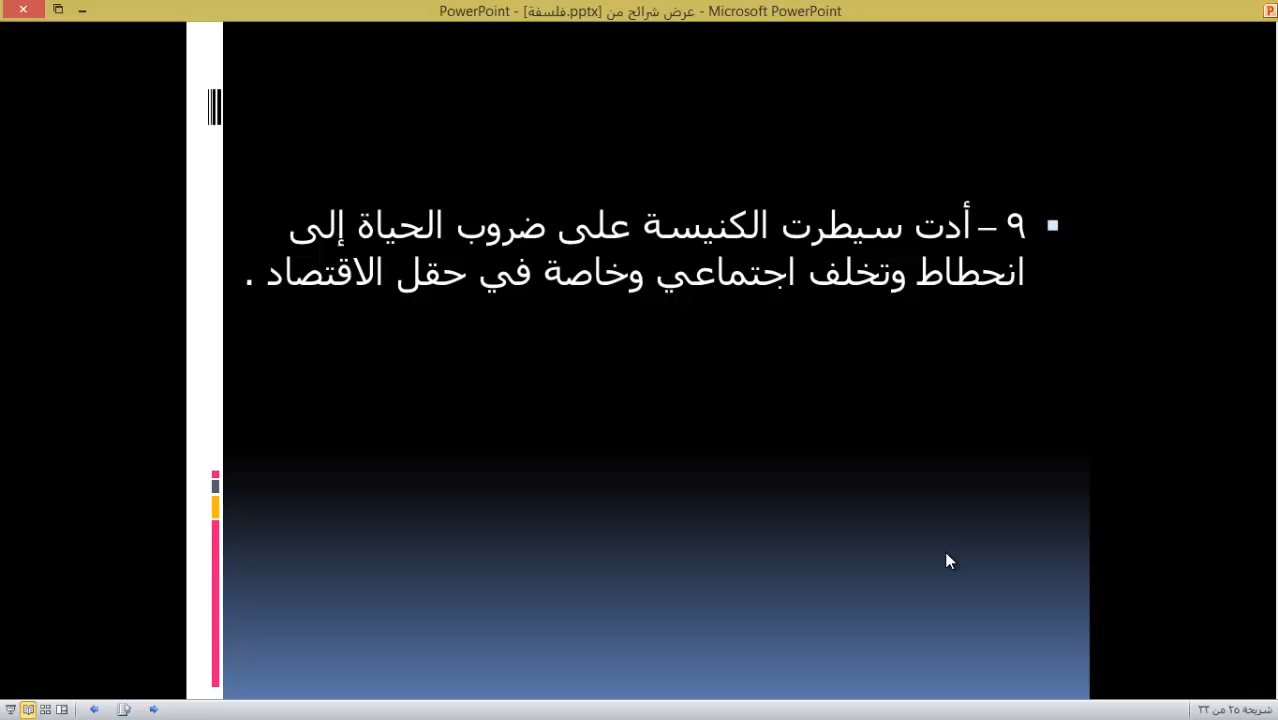 PowerPoint - [فلسفة.pptx] عرض شرائح من - Microsoft PowerPoint
٩ – أدت سيطرت الكنيسة على ضروب الحياة إلى
انحطاط وتخلف اجتماعي وخاصة في حقل الاقتصاد .
شريحة ٢٥ من ٣٣